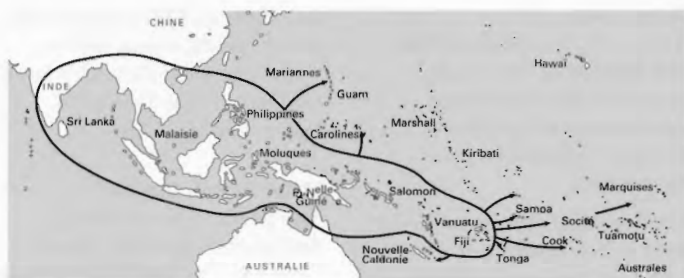 CHINE
Hawaï
Mariannes
INDE
Guam
Philippines
Sri Lanka
Marshall
Malaisie
Carolines
Kiribati
Moluques
Marquises
Salomon
Guinée
Samoa
Vanuatu
Société
Tuamotu
Fiji
Cook
Nouvelle
Calédonie
Tonga
AUSTRALIE
Australes